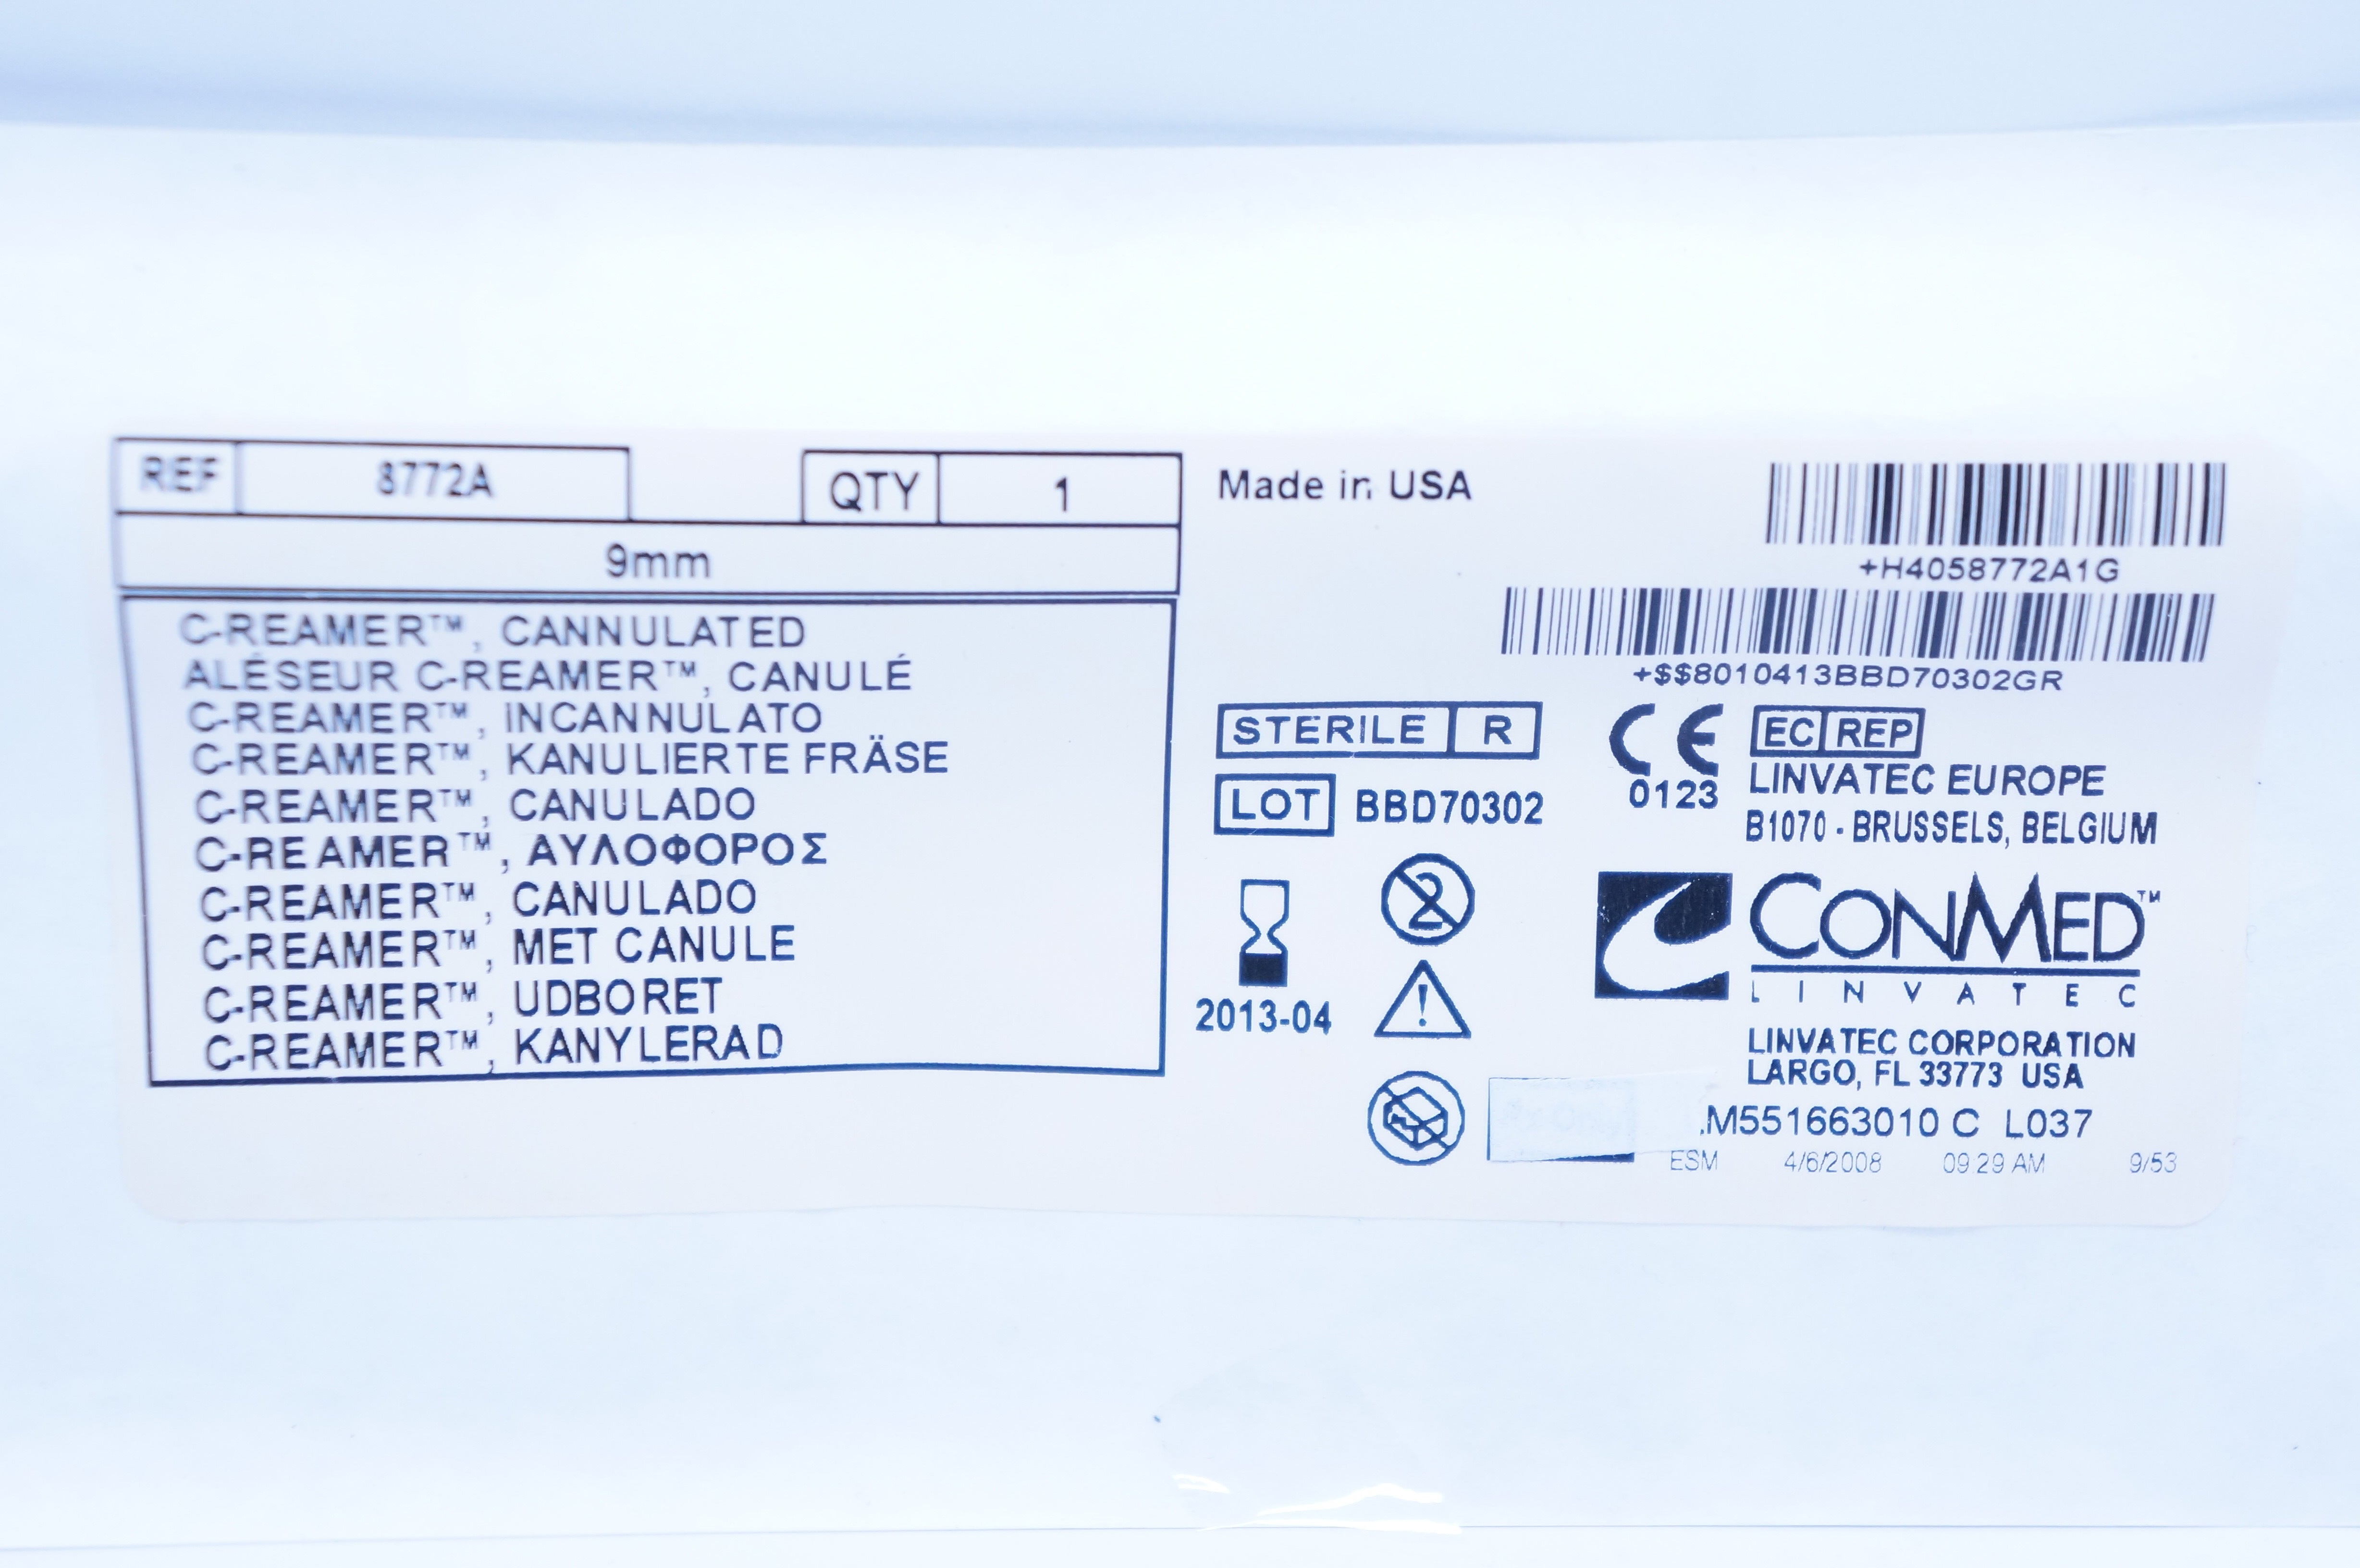 REF 8772A QTY 1
9mm
C-REAMER™, CANNULATED
ALÉSEUR C-REAMER™, CANULÉ
C-REAMER™, INCANNULATO
C-REAMER™, KANULIERTE FRÄSE
C-REAMER™, CANULADO
C-REAMER™, ΑΥΛΟΦΟΡΟΣ
C-REAMER™, CANULADO
C-REAMER™, MET CANULE
C-REAMER™, UDBORET
C-REAMER™, KANYLERAD
Made in USA
+H4058772A1G
+$$8010413BBD70302GR
STERILE R
LOT BBD70302
2
2013-04
CE
0123
EC REP
LINVATEC EUROPE
B1070 - BRUSSELS, BELGIUM
CONMED™
LINVATEC
LINVATEC CORPORATION
LARGO, FL 33773 USA
.M551663010 C L037
ESM 4/6/2008 09 29 AM 9/53